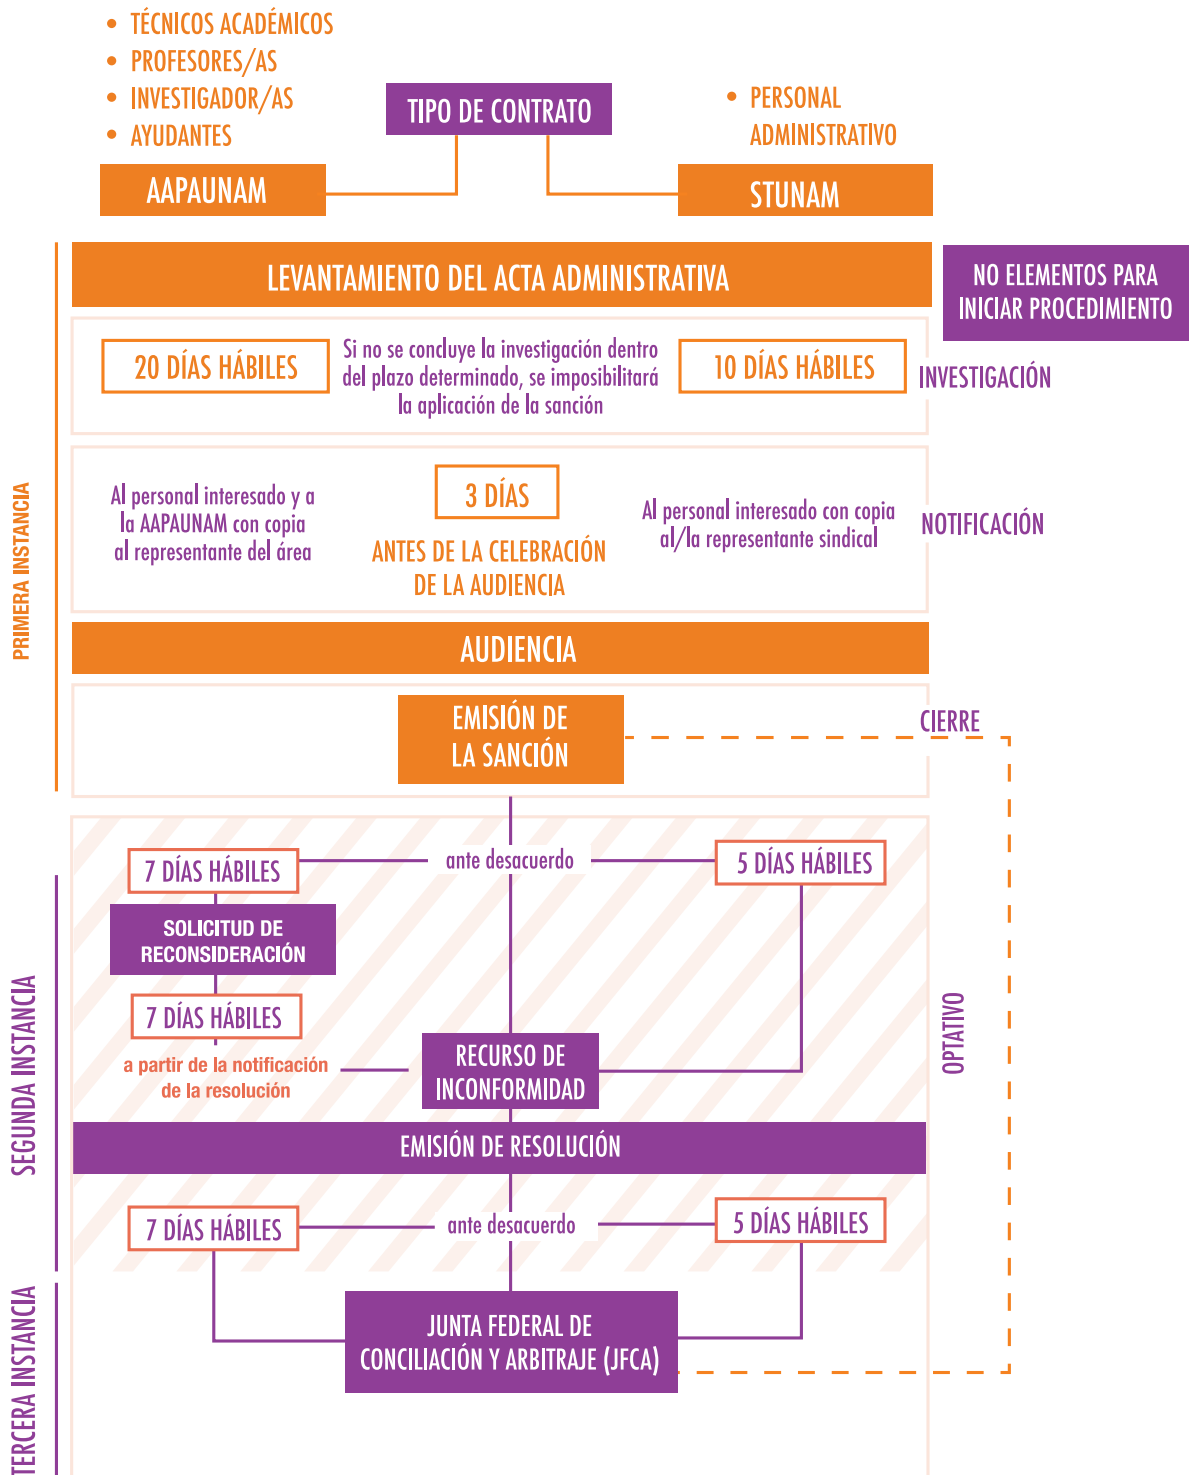 • TÉCNICOS ACADÉMICOS
• PROFESORES/AS
• INVESTIGADOR/AS
• AYUDANTES
TIPO DE CONTRATO
• PERSONAL
ADMINISTRATIVO
AAPAUNAM
STUNAM
LEVANTAMIENTO DEL ACTA ADMINISTRATIVA
NO ELEMENTOS PARA
INICIAR PROCEDIMIENTO
PRIMERA INSTANCIA
20 DÍAS HÁBILES
Si no se concluye la investigación dentro
del plazo determinado, se imposibilitará
la aplicación de la sanción
10 DÍAS HÁBILES
INVESTIGACIÓN
Al personal interesado y a
la AAPAUNAM con copia
al representante del área
3 DÍAS
ANTES DE LA CELEBRACIÓN
DE LA AUDIENCIA
Al personal interesado con copia
al/la representante sindical
NOTIFICACIÓN
AUDIENCIA
EMISIÓN DE
LA SANCIÓN
CIERRE
SEGUNDA INSTANCIA
7 DÍAS HÁBILES
ante desacuerdo
5 DÍAS HÁBILES
SOLICITUD DE
RECONSIDERACIÓN
7 DÍAS HÁBILES
a partir de la notificación
de la resolución
RECURSO DE
INCONFORMIDAD
OPTATIVO
EMISIÓN DE RESOLUCIÓN
7 DÍAS HÁBILES
ante desacuerdo
5 DÍAS HÁBILES
TERCERA INSTANCIA
JUNTA FEDERAL DE
CONCILIACIÓN Y ARBITRAJE (JFCA)